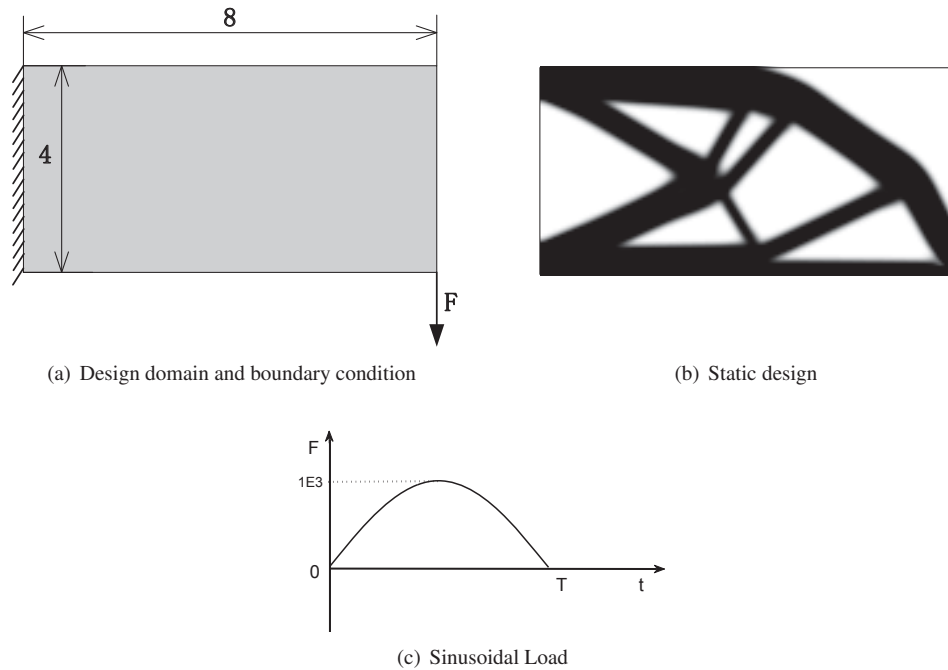 8
4
F
(a) Design domain and boundary condition
(b) Static design
F
1E3
0
T
t
(c) Sinusoidal Load